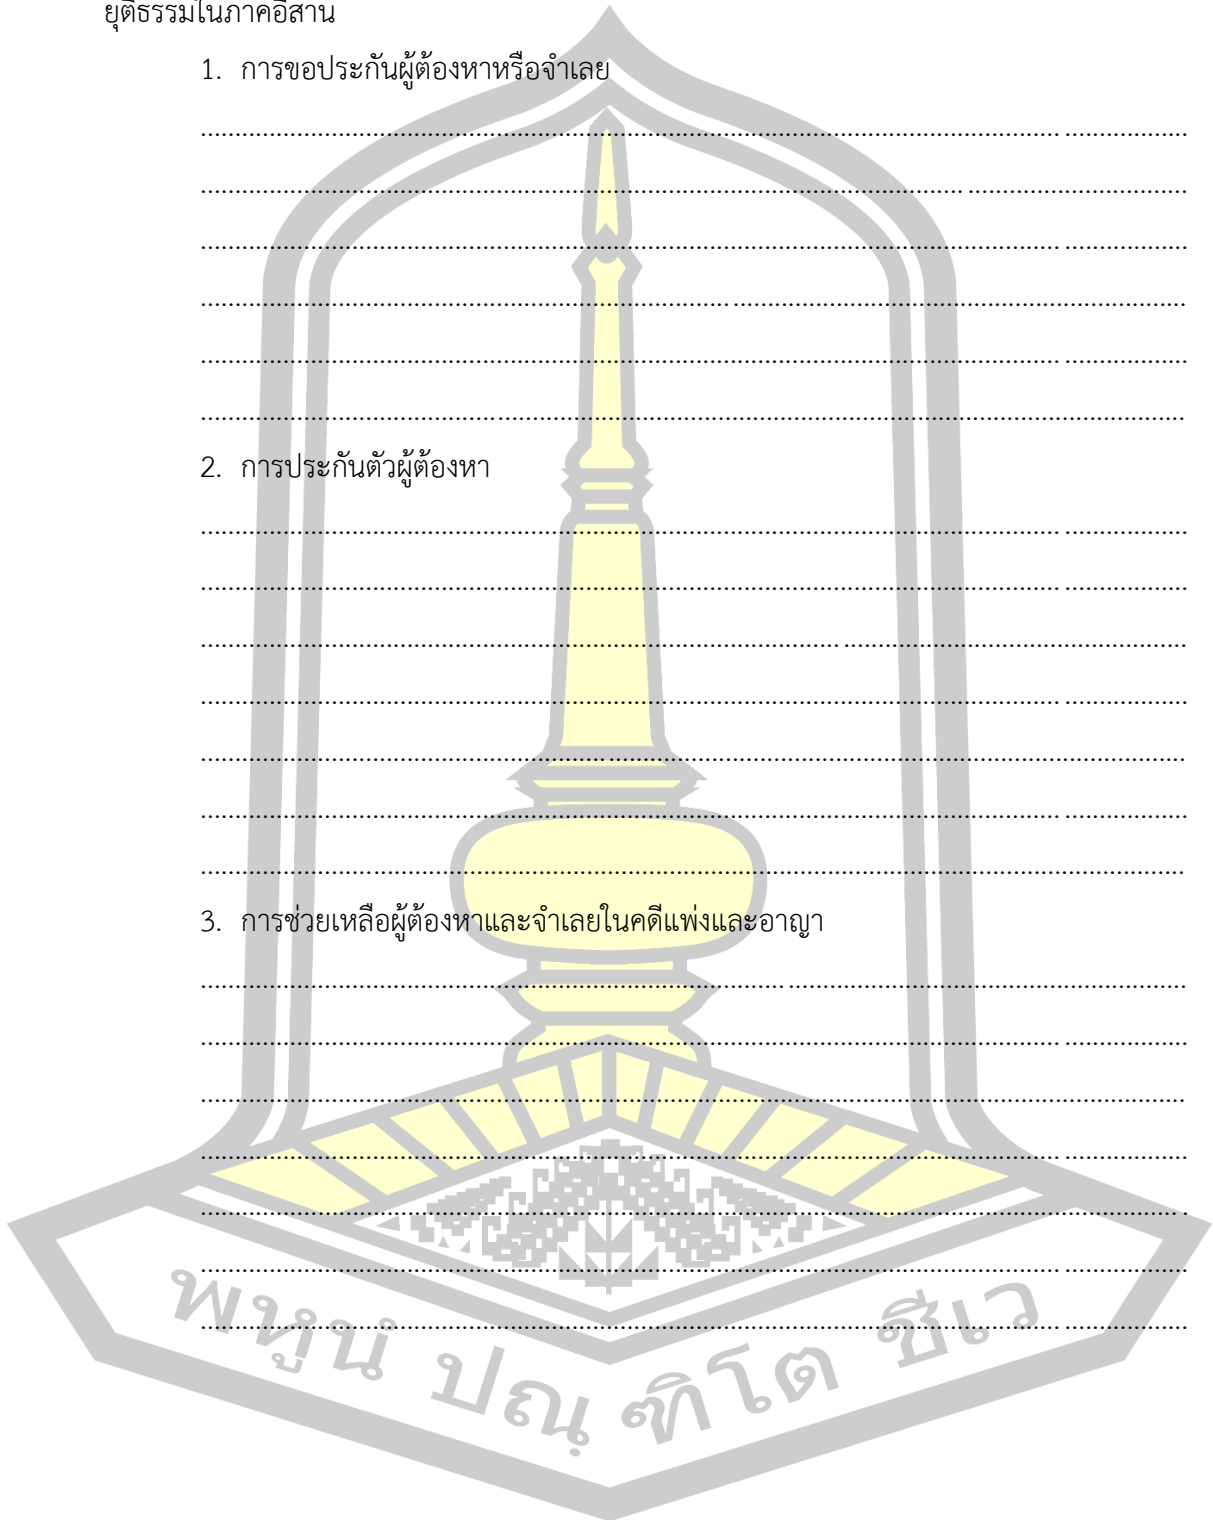 ยุติธรรมในภาคอีสาน
1. การขอประกันผู้ต้องหาหรือจำเลย
2. การประกันตัวผู้ต้องหา
3. การช่วยเหลือผู้ต้องหาและจำเลยในคดีแพ่งและอาญา
พหูนํ ปณฺฑิโต ชีเว